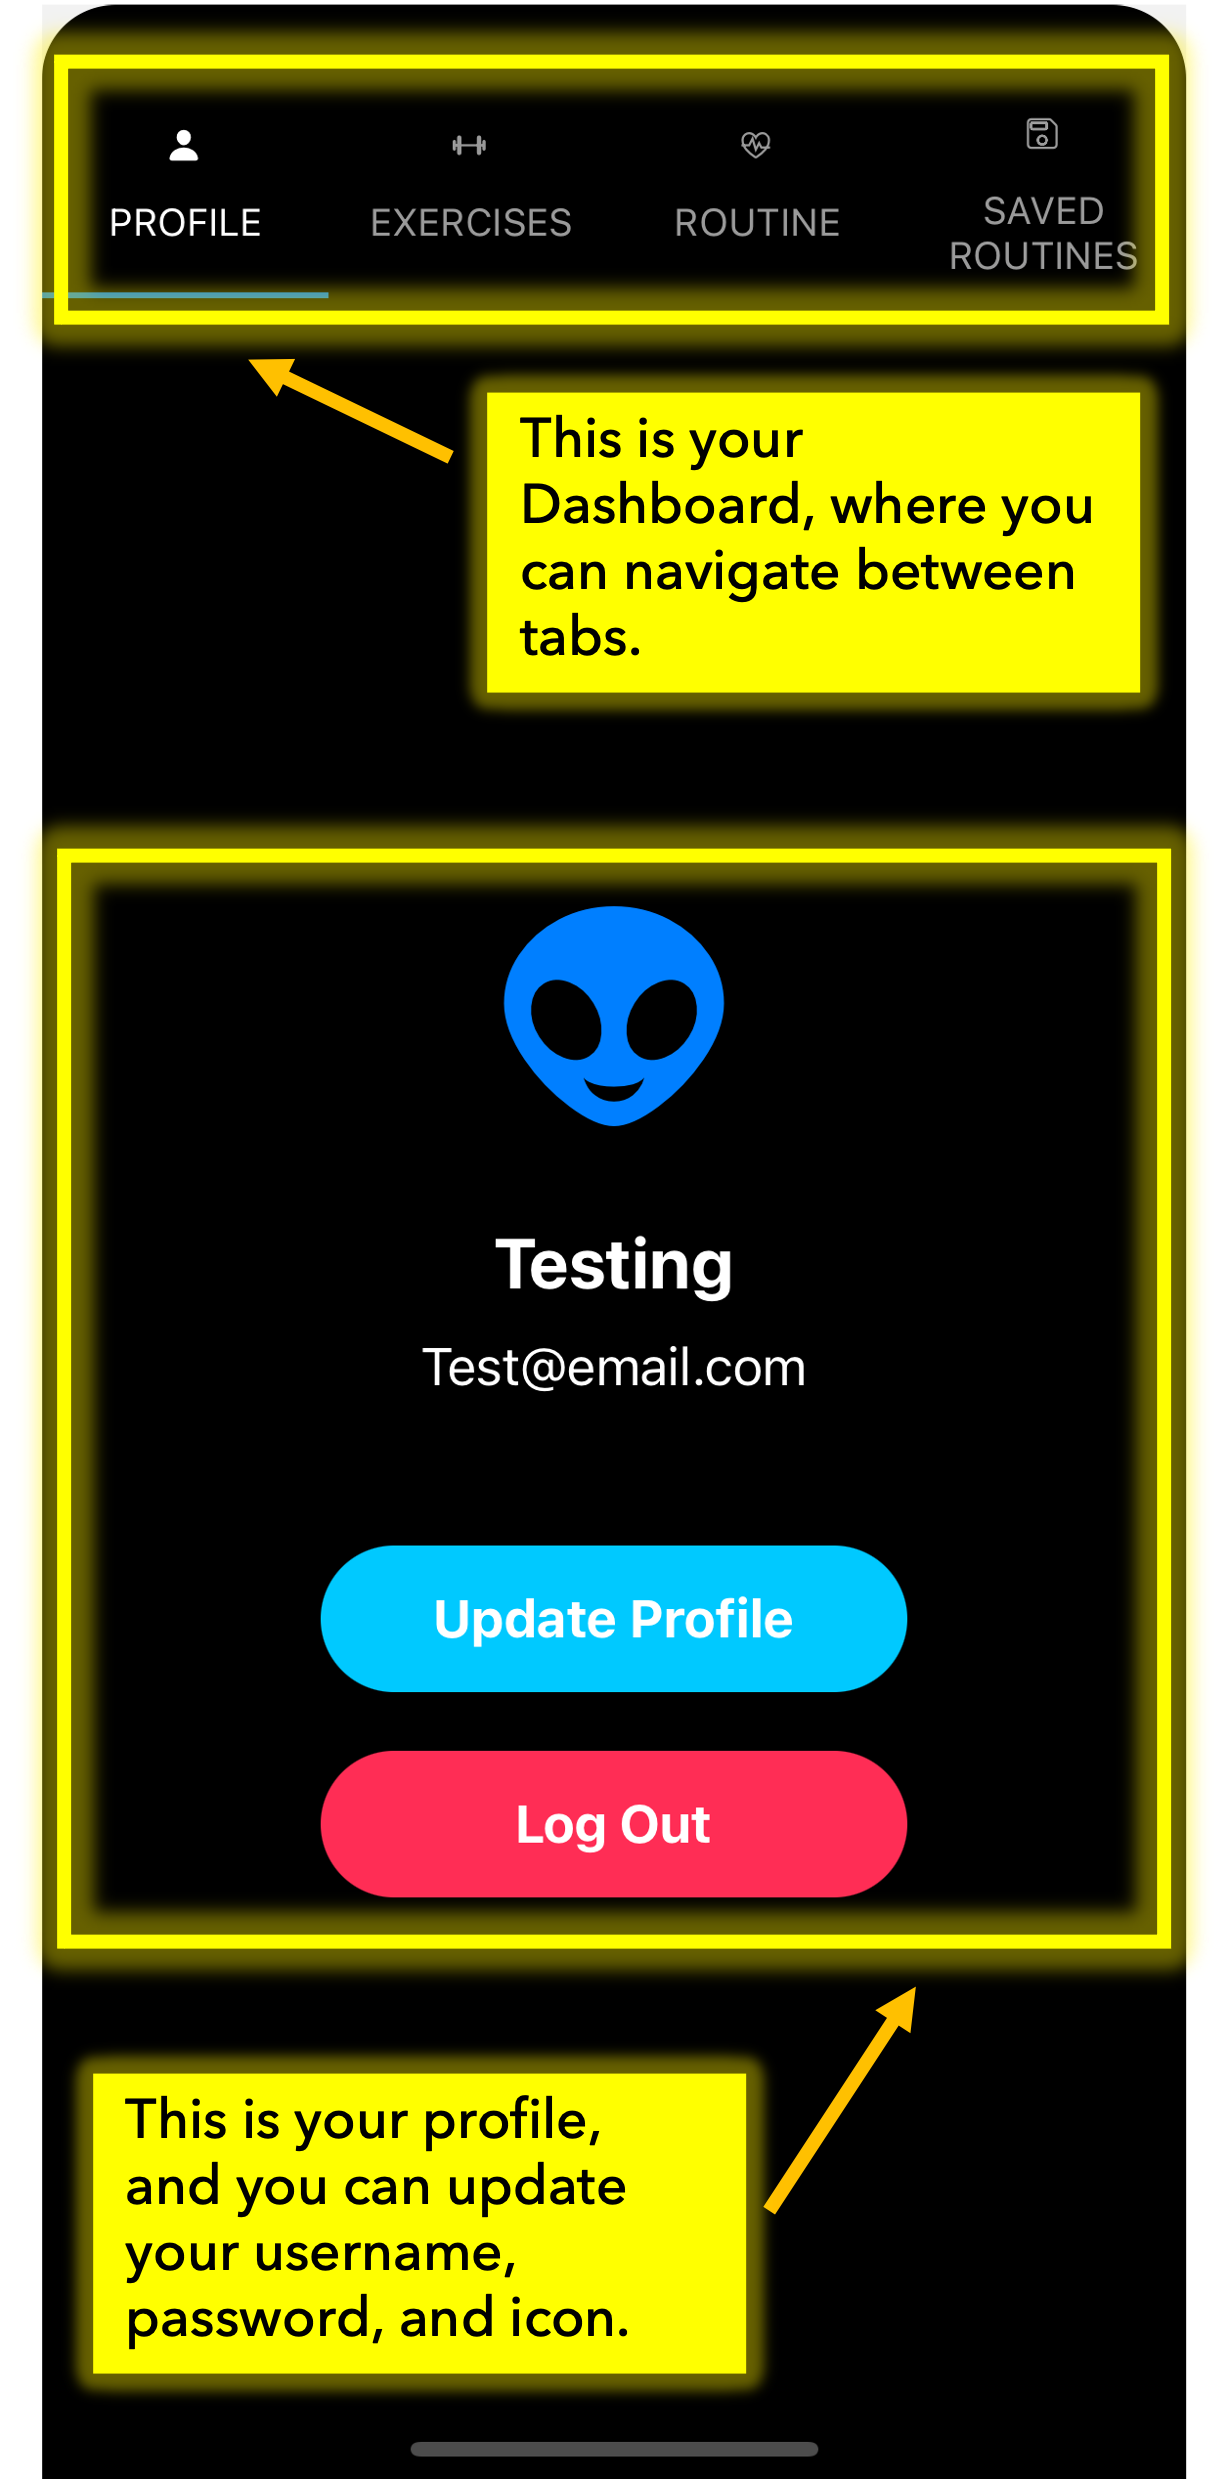 PROFILE
EXERCISES
ROUTINE
SAVED
ROUTINES
This is your
Dashboard, where you
can navigate between
tabs.
Testing
Test@email.com
Update Profile
Log Out
This is your profile,
and you can update
your username,
password, and icon.